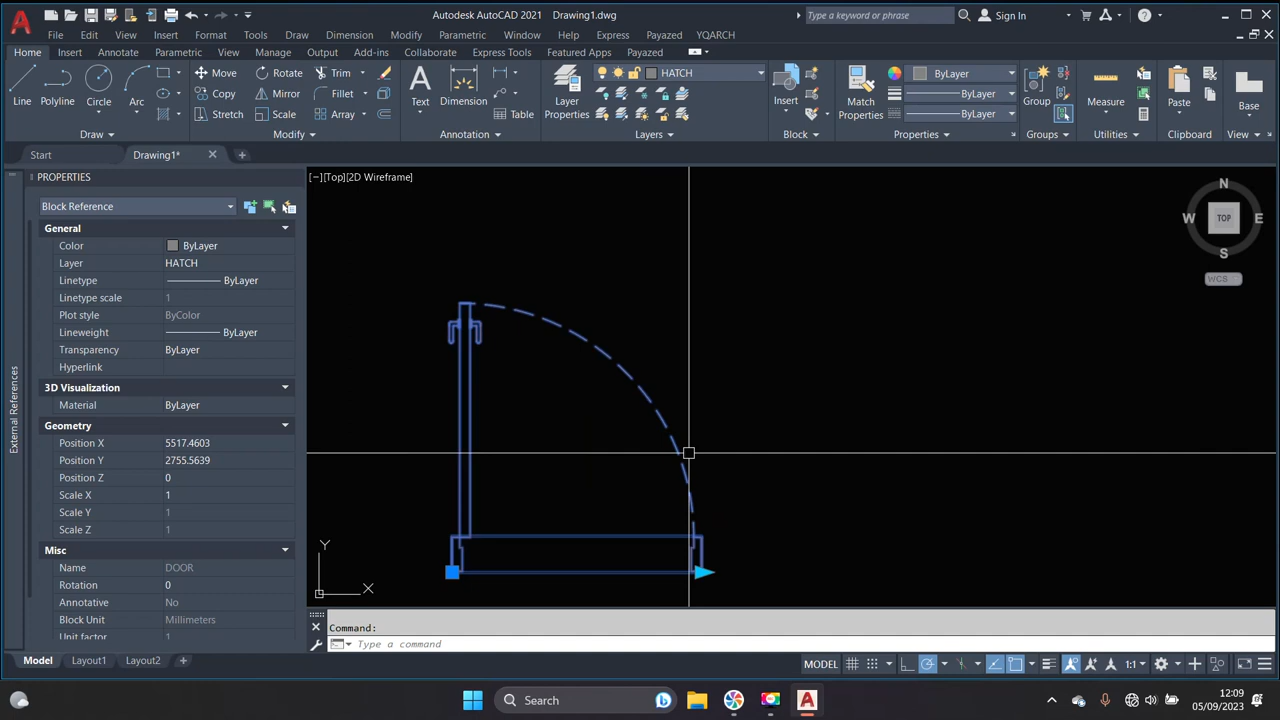 Autodesk AutoCAD 2021 Drawing1.dwg
Type a keyword or phrase
Sign In
File Edit View Insert Format Tools Draw Dimension Modify Parametric Window Help Express Payazed YQARCH
Home Insert Annotate Parametric View Manage Output Add-ins Collaborate Express Tools Featured Apps Payazed
Line Polyline Circle Arc
Move Rotate Trim
Copy Mirror Fillet
Stretch Scale Array
Text Dimension Table
Layer Properties
HATCH
Insert
Match Properties
ByLayer
ByLayer
ByLayer
Group
Measure
Paste
Base
Draw Modify Annotation Layers Block Properties Groups Utilities Clipboard View
Start Drawing1*
PROPERTIES
[−][Top][2D Wireframe]
Block Reference
General
Color ByLayer
Layer HATCH
Linetype ByLayer
Linetype scale 1
Plot style ByColor
Lineweight ByLayer
Transparency ByLayer
Hyperlink
3D Visualization
Material ByLayer
Geometry
Position X 5517.4603
Position Y 2755.5639
Position Z 0
Scale X 1
Scale Y 1
Scale Z 1
Misc
Name DOOR
Rotation 0
Annotative No
Block Unit Millimeters
Unit factor 1
External References
N
W TOP E
S
WCS
Y
X
Command:
Type a command
Model Layout1 Layout2
MODEL 1:1
Search
12:09
05/09/2023